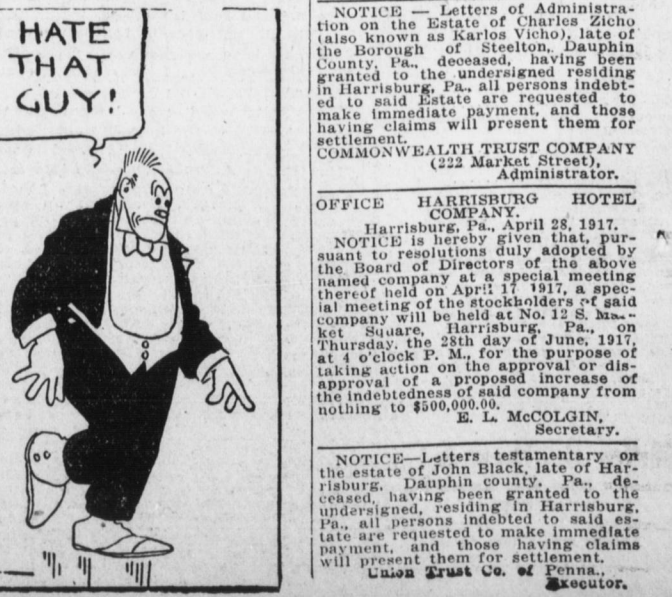 HATE
THAT
GUY!
NOTICE — Letters of Administra-
tion on the Estate of Charles Zicho
(also known as Karlos Vicho), late of
the Borough of Steelton, Dauphin
County, Pa., deceased, having been
granted to the undersigned residing
in Harrisburg, Pa., all persons indebt-
ed to said Estate are requested to
make immediate payment, and those
having claims will present them for
settlement.
COMMONWEALTH TRUST COMPANY
(222 Market Street),
Administrator.
OFFICE HARRISBURG HOTEL
COMPANY.
Harrisburg, Pa., April 28, 1917.
NOTICE is hereby given that, pur-
suant to resolutions duly adopted by
the Board of Directors of the above
named company at a special meeting
thereof held on April 17 1917, a spec-
ial meeting of the stockholders of said
company will be held at No. 12 S. Mar-
ket Square, Harrisburg, Pa., on
Thursday, the 28th day of June, 1917,
at 4 o'clock P. M., for the purpose of
taking action on the approval or dis-
approval of a proposed increase of
the indebtedness of said company from
nothing to $500,000.00.
E. L. McCOLGIN,
Secretary.
NOTICE—Letters testamentary on
the estate of John Black, late of Har-
risburg, Dauphin county, Pa., de-
ceased, having been granted to the
undersigned, residing in Harrisburg,
Pa., all persons indebted to said es-
tate are requested to make immediate
payment, and those having claims
will present them for settlement.
Union Trust Co. of Penna.,
Executor.